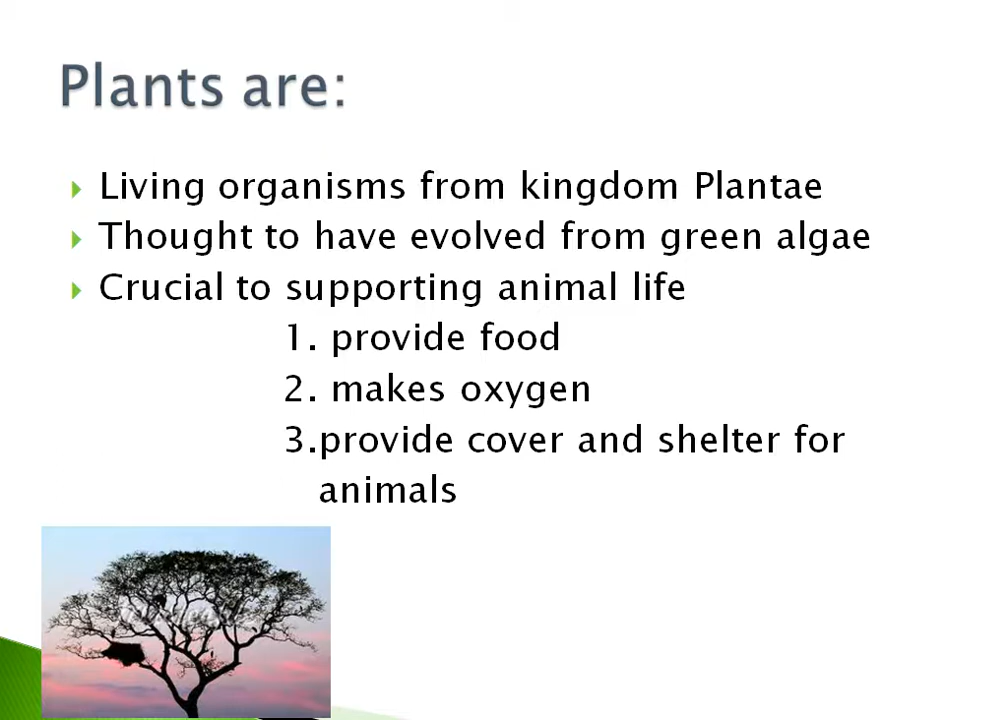 Plants are:
Living organisms from kingdom Plantae
Thought to have evolved from green algae
Crucial to supporting animal life
1. provide food
2. makes oxygen
3.provide cover and shelter for
animals